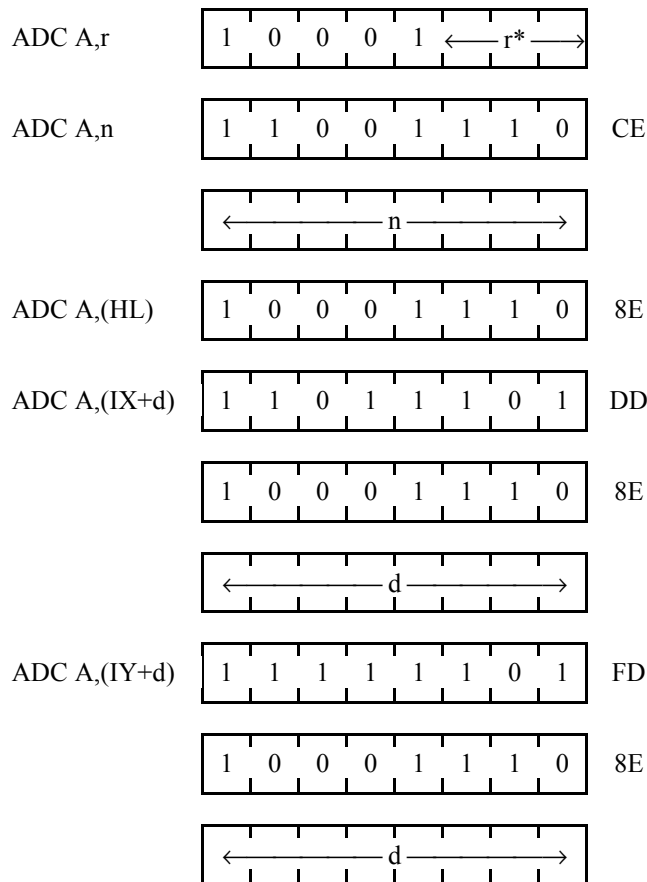 ADC A,r 1 0 0 0 1 r*
ADC A,n 1 1 0 0 1 1 1 0 CE
n
ADC A,(HL) 1 0 0 0 1 1 1 0 8E
ADC A,(IX+d) 1 1 0 1 1 1 0 1 DD
1 0 0 0 1 1 1 0 8E
d
ADC A,(IY+d) 1 1 1 1 1 1 0 1 FD
1 0 0 0 1 1 1 0 8E
d